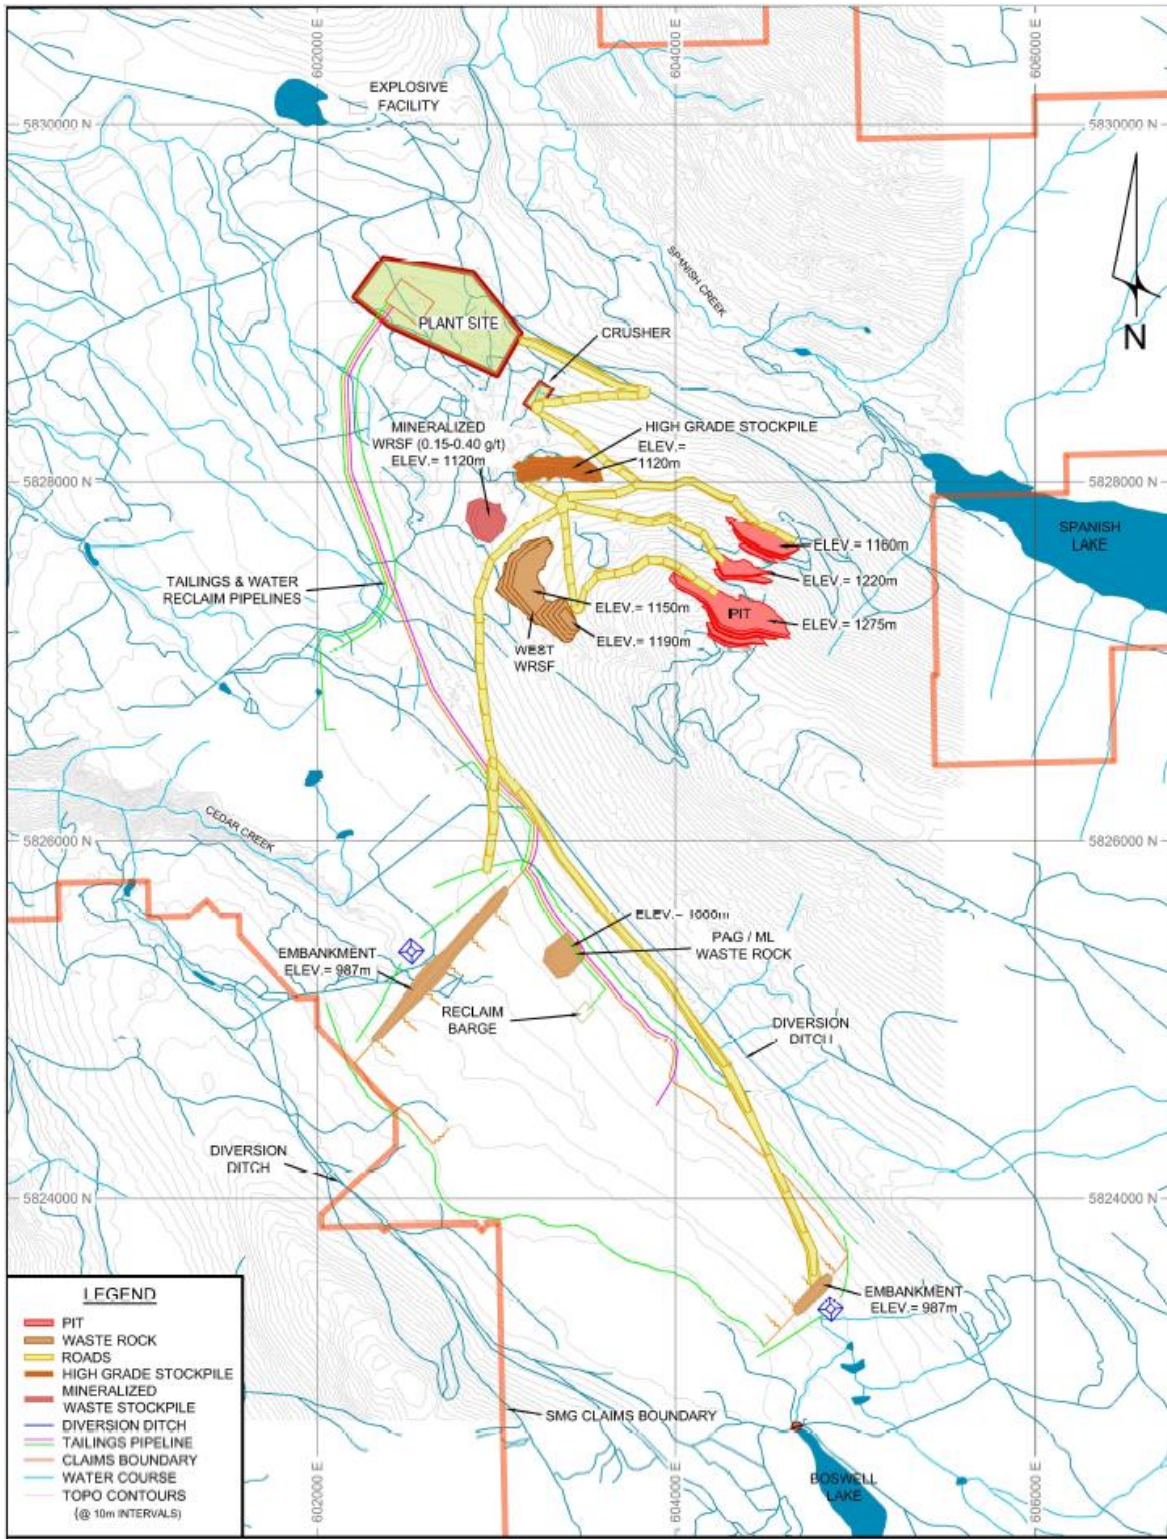 602000 E
604000 E
606000 E
EXPLOSIVE
FACILITY
5830000 N
5830000 N
SPANISH CREEK
N
PLANT SITE
CRUSHER
MINERALIZED
WRSF (0.15-0.40 g/t)
ELEV.= 1120m
HIGH GRADE STOCKPILE
ELEV.=
1120m
5828000 N
5828000 N
SPANISH
LAKE
ELEV.= 1160m
ELEV.= 1220m
TAILINGS & WATER
RECLAIM PIPELINES
ELEV.= 1150m
PIT
ELEV.= 1275m
ELEV.= 1190m
WEST
WRSF
CEDAR CREEK
5826000 N
5826000 N
PAG / ML
WASTE ROCK
EMBANKMENT
ELEV.= 987m
RECLAIM
BARGE
DIVERSION
DITCH
DIVERSION
DITCH
5824000 N
5824000 N
EMBANKMENT
ELEV.= 987m
LEGEND
PIT
WASTE ROCK
ROADS
HIGH GRADE STOCKPILE
MINERALIZED
WASTE STOCKPILE
DIVERSION DITCH
TAILINGS PIPELINE
CLAIMS BOUNDARY
WATER COURSE
TOPO CONTOURS
(@ 10m INTERVALS)
SMG CLAIMS BOUNDARY
BOSWELL
LAKE
602000 E
604000 E
606000 E